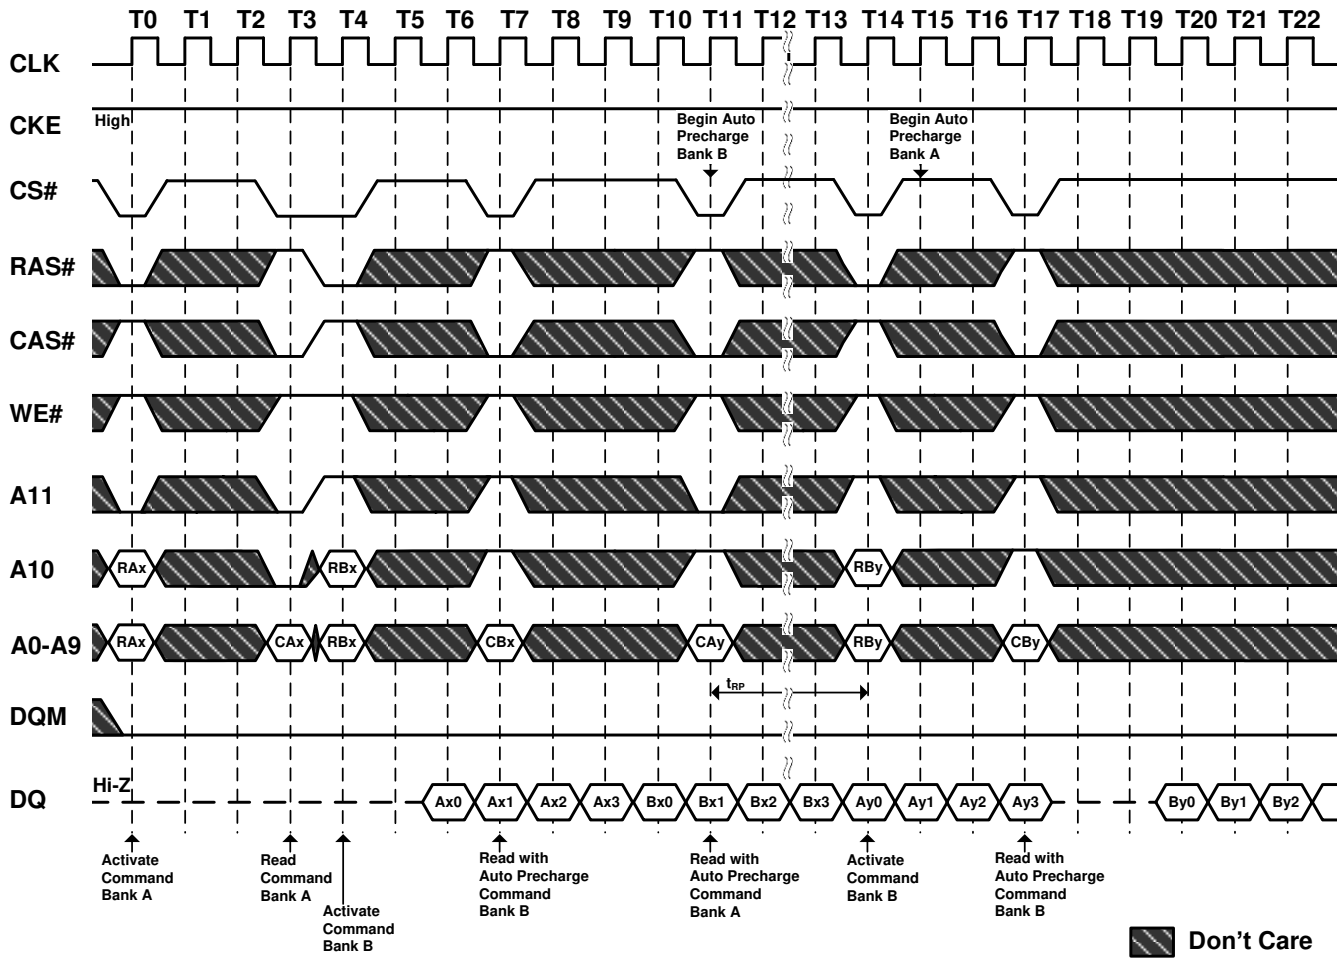 T0 T1 T2 T3 T4 T5 T6 T7 T8 T9 T10 T11 T12 T13 T14 T15 T16 T17 T18 T19 T20 T21 T22
CLK
CKE
High
Begin Auto
Precharge
Bank B
Begin Auto
Precharge
Bank A
CS#
RAS#
CAS#
WE#
A11
A10
RAx RBx RBy
A0-A9
RAx CAx RBx CBx CAy RBy CBy
tRP
DQM
Hi-Z
DQ
Ax0 Ax1 Ax2 Ax3 Bx0 Bx1 Bx2 Bx3 Ay0 Ay1 Ay2 Ay3 By0 By1 By2
Activate
Command
Bank A
Read
Command
Bank A
Activate
Command
Bank B
Read with
Auto Precharge
Command
Bank B
Read with
Auto Precharge
Command
Bank A
Activate
Command
Bank B
Read with
Auto Precharge
Command
Bank B
Don't Care